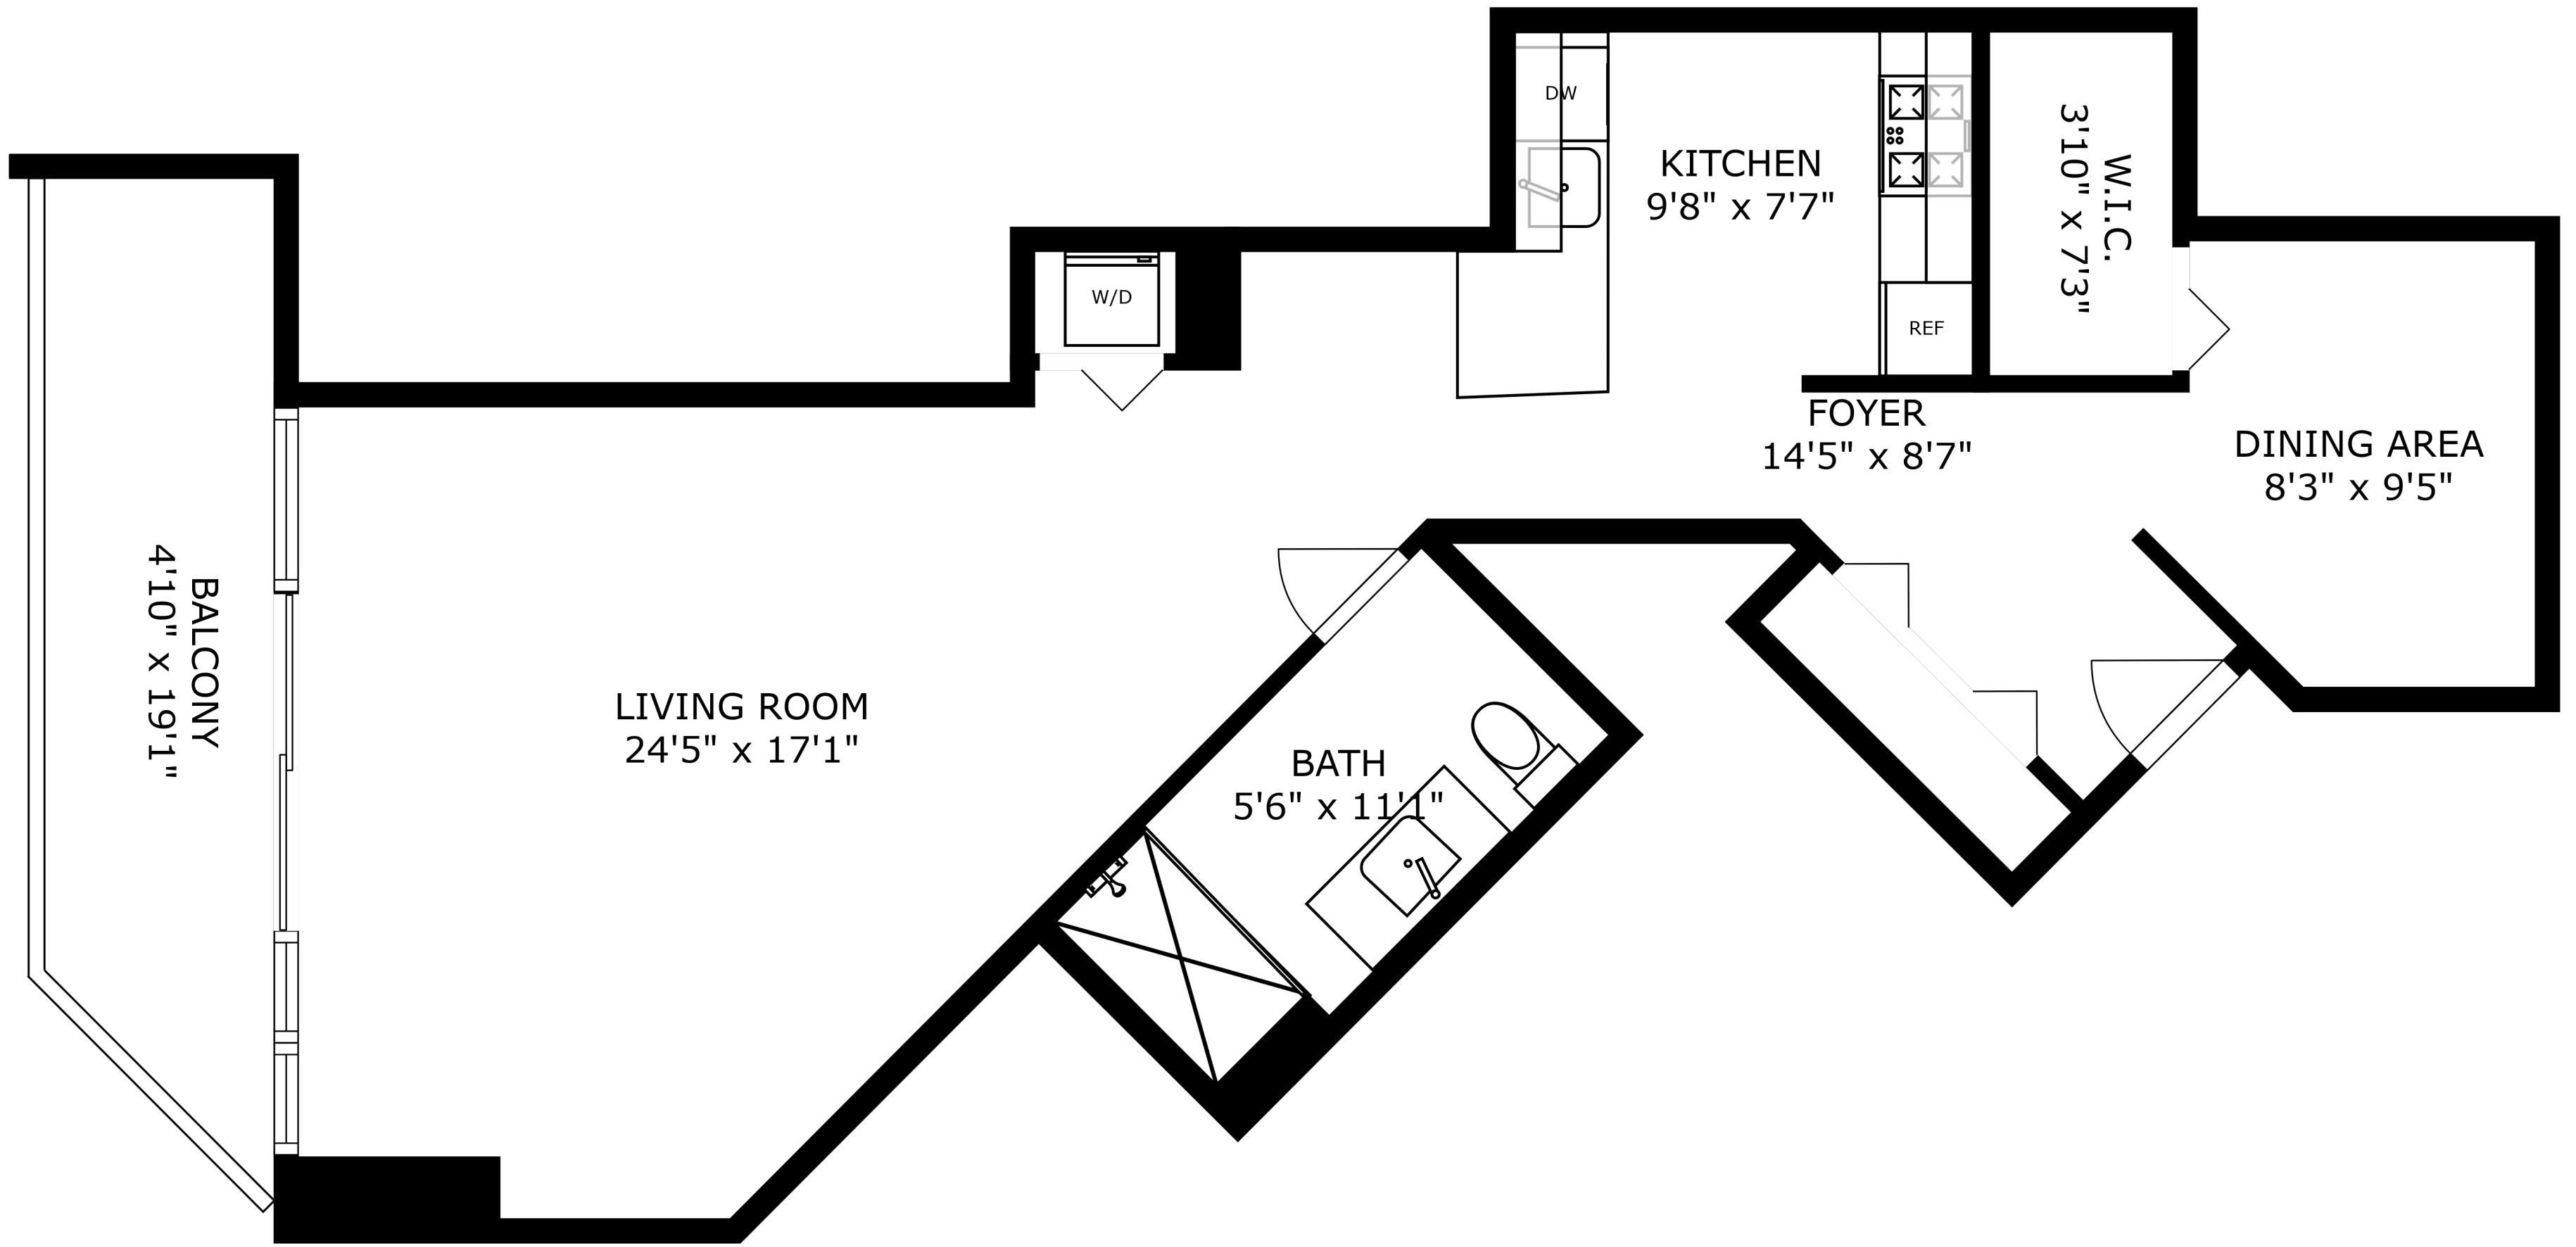 DW
KITCHEN
9'8" x 7'7"
W.I.C.
3'10" x 7'3"
W/D
REF
FOYER
14'5" x 8'7"
DINING AREA
8'3" x 9'5"
BALCONY
4'10" x 19'1"
LIVING ROOM
24'5" x 17'1"
BATH
5'6" x 11'1"